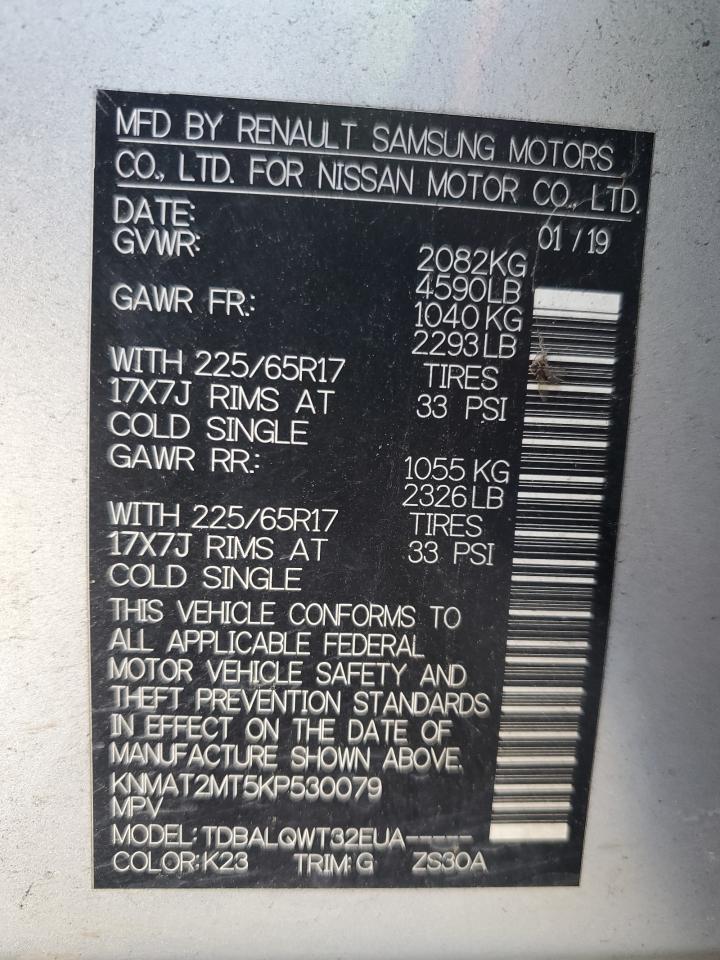 MFD BY RENAULT SAMSUNG MOTORS
CO., LTD. FOR NISSAN MOTOR CO., LTD.
DATE: 01 / 19
GVWR: 2082KG
4590LB
GAWR FR.: 1040 KG
2293 LB
WITH 225/65R17 TIRES
17X7J RIMS AT 33 PSI
COLD SINGLE
GAWR RR.: 1055 KG
2326 LB
WITH 225/65R17 TIRES
17X7J RIMS AT 33 PSI
COLD SINGLE
THIS VEHICLE CONFORMS TO
ALL APPLICABLE FEDERAL
MOTOR VEHICLE SAFETY AND
THEFT PREVENTION STANDARDS
IN EFFECT ON THE DATE OF
MANUFACTURE SHOWN ABOVE.
KNMAT2MT5KP530079
MPV
MODEL: TDBALQWT32EUA-----
COLOR: K23 TRIM: G ZS30A